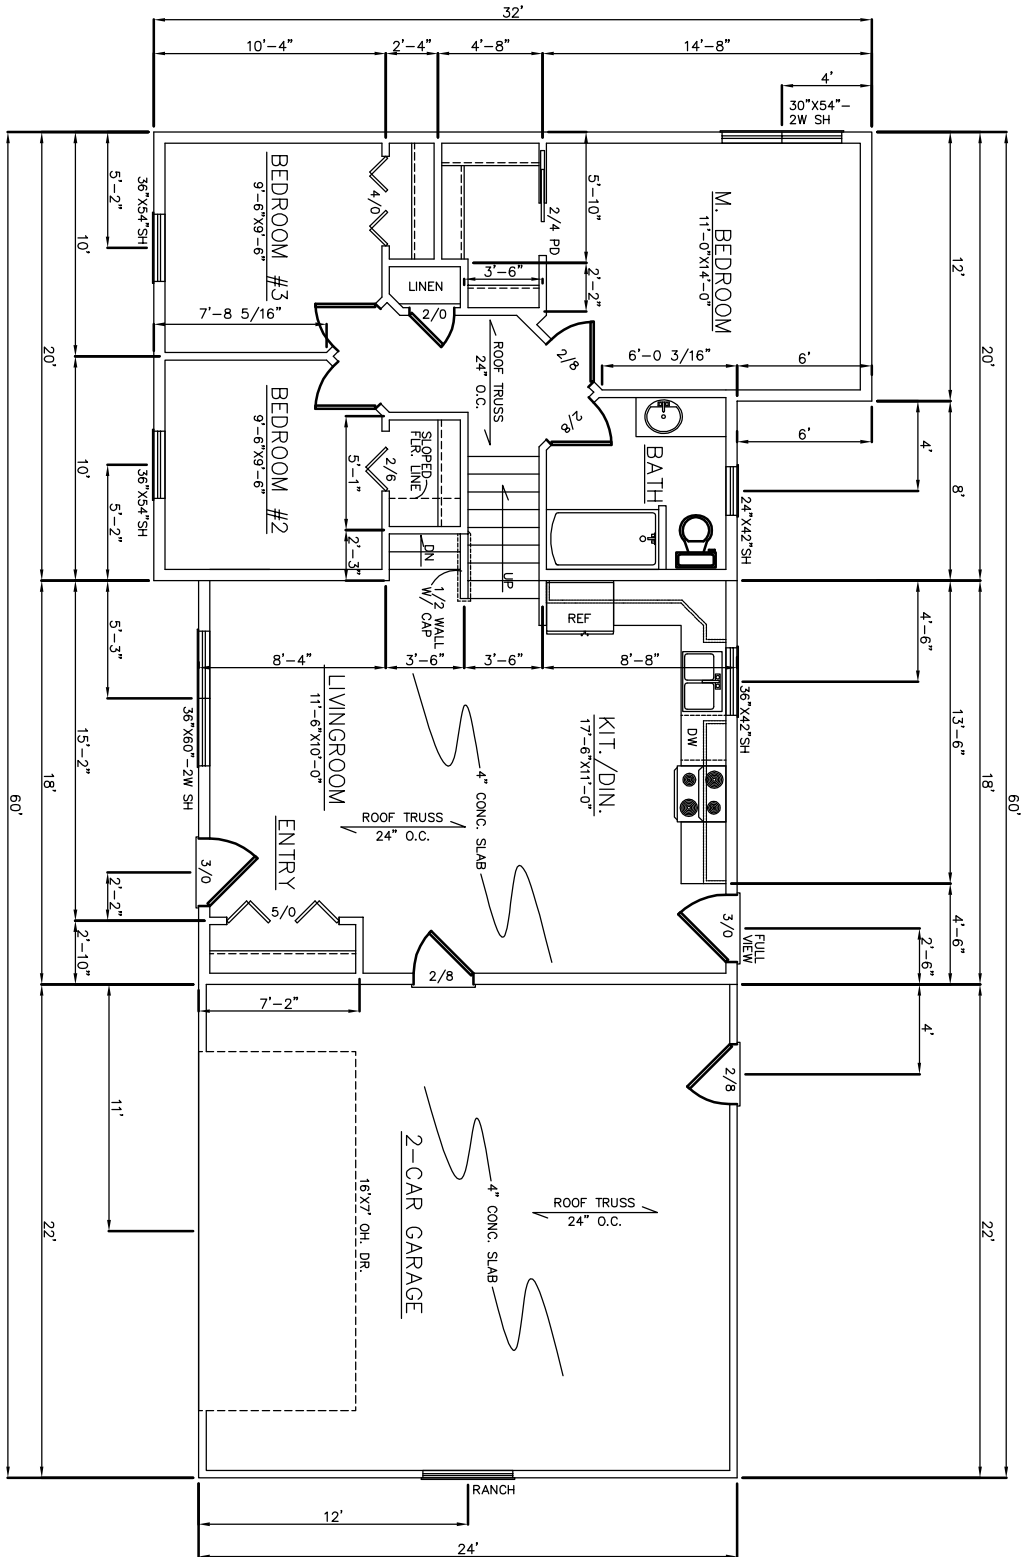 32'
10'-4"
2'-4"
4'-8"
14'-8"
4'
30"X54"-
2W SH
5'-2"
10'
20'
36"X54"SH
BEDROOM #3
9'-6"X9'-6"
4/0
5'-10"
2/4 PD
M. BEDROOM
11'-0"X14'-0"
12'
20'
60'
LINEN
3'-6"
2'-2"
2/0
7'-8 5/16"
ROOF TRUSS
24" O.C.
2/8
6'-0 3/16"
6'
2/8
6'
4'
8'
BEDROOM #2
9'-6"X9'-6"
10'
5'-2"
36"X54"SH
5'-1"
2/6
SLOPED
FLR. LINE
BATH
24"X42"SH
2'-3"
DN
UP
1/2 WALL
W/ CAP
REF
5'-3"
4'-6"
8'-4"
3'-6"
3'-6"
8'-8"
36"X60"-2W SH
LIVINGROOM
11'-6"X10'-0"
KIT./DIN.
17'-6"X11'-0"
DW
36"X42"SH
13'-6"
15'-2"
18'
18'
60'
4" CONC. SLAB
ROOF TRUSS
24" O.C.
ENTRY
3/0
5/0
2'-2"
2'-10"
3/0
FULL
VIEW
2'-6"
4'-6"
2/8
7'-2"
2/8
4'
11'
16'X7' OH. DR.
2-CAR GARAGE
4" CONC. SLAB
ROOF TRUSS
24" O.C.
22'
22'
RANCH
12'
24'